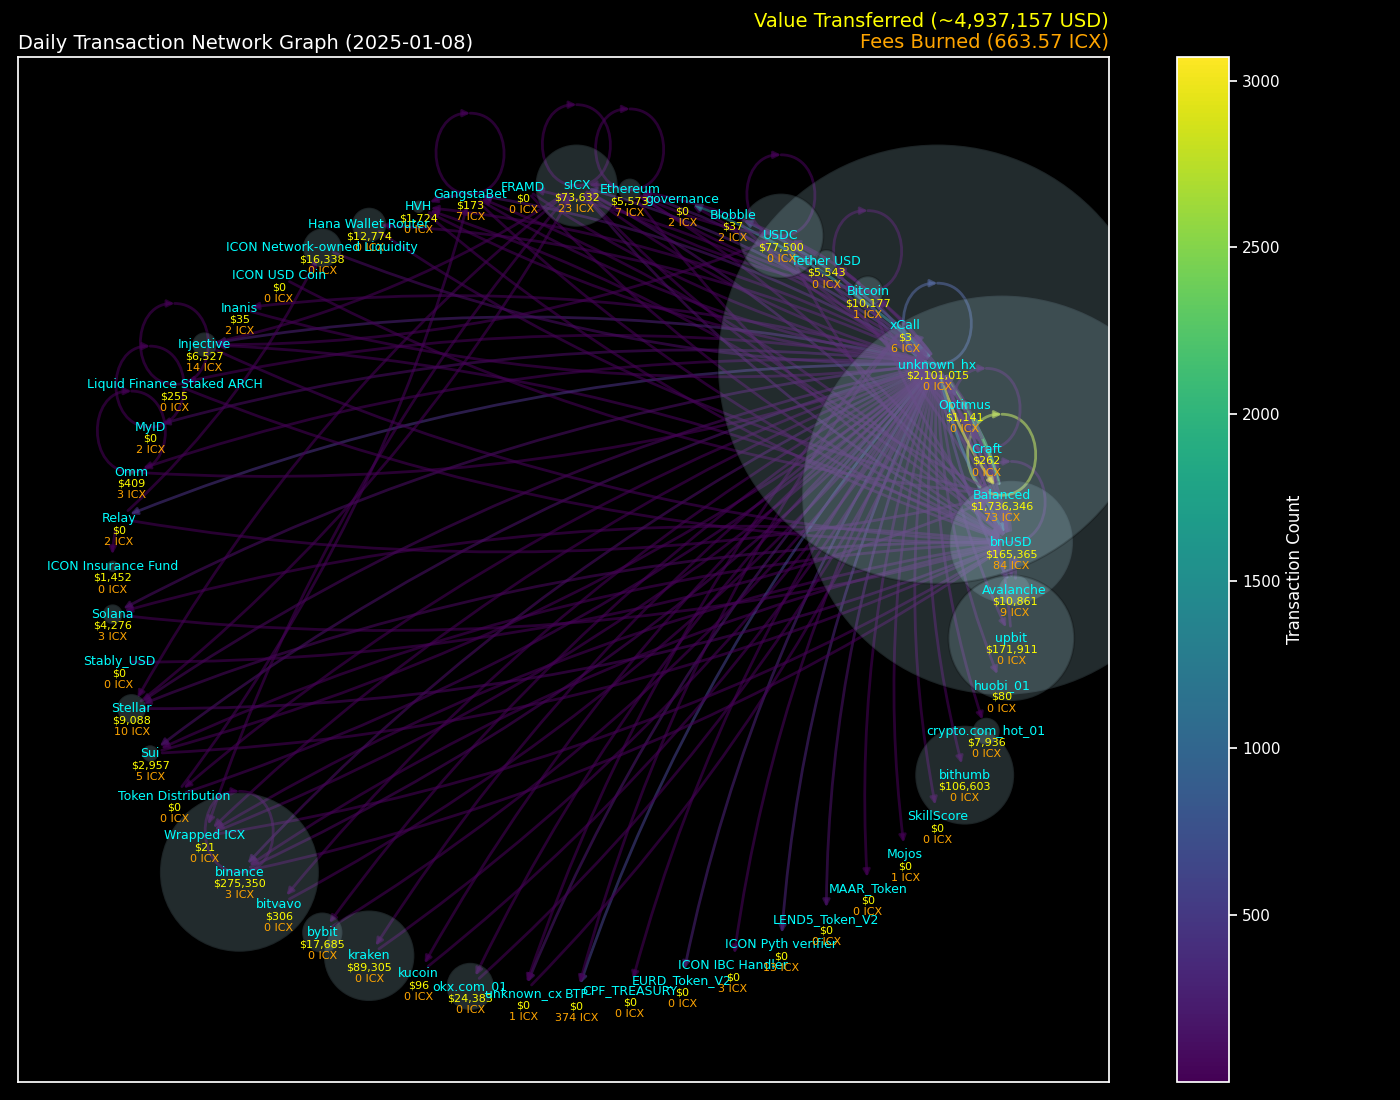 Value Transferred (~4,937,157 USD)
Daily Transaction Network Graph (2025-01-08)
Fees Burned (663.57 ICX)
sICX
$73,632
23 ICX
Ethereum
$5,573
7 ICX
FRAMD
$0
0 ICX
GangstaBet
$173
7 ICX
governance
$0
2 ICX
HVH
$1,724
0 ICX
Blobble
$37
2 ICX
Hana Wallet Router
$12,774
0 ICX
USDC
$77,500
0 ICX
ICON Network-owned Liquidity
$16,338
0 ICX
Tether USD
$5,543
0 ICX
ICON USD Coin
$0
0 ICX
Bitcoin
$10,177
1 ICX
Inanis
$35
2 ICX
xCall
$3
6 ICX
Injective
$6,527
14 ICX
unknown_hx
$2,101,015
0 ICX
Liquid Finance Staked ARCH
$255
0 ICX
Optimus
$1,141
0 ICX
MyID
$0
2 ICX
Craft
$262
0 ICX
Omm
$409
3 ICX
Balanced
$1,736,346
73 ICX
Relay
$0
2 ICX
bnUSD
$165,365
84 ICX
ICON Insurance Fund
$1,452
0 ICX
Avalanche
$10,861
9 ICX
Solana
$4,276
3 ICX
upbit
$171,911
0 ICX
Stably_USD
$0
0 ICX
huobi_01
$80
0 ICX
Stellar
$9,088
10 ICX
crypto.com_hot_01
$7,936
0 ICX
Sui
$2,957
5 ICX
bithumb
$106,603
0 ICX
Token Distribution
$0
0 ICX
SkillScore
$0
0 ICX
Wrapped ICX
$21
0 ICX
Mojos
$0
1 ICX
binance
$275,350
3 ICX
MAAR_Token
$0
0 ICX
bitvavo
$306
0 ICX
LEND5_Token_V2
$0
0 ICX
bybit
$17,685
0 ICX
ICON Pyth verifier
$0
13 ICX
kraken
$89,305
0 ICX
ICON IBC Handler
$0
3 ICX
kucoin
$96
0 ICX
EURD_Token_V2
$0
0 ICX
okx.com_01
$24,383
0 ICX
unknown_cx
$0
1 ICX
BTP
$0
374 ICX
CPF_TREASURY
$0
0 ICX
3000
2500
2000
1500
1000
500
Transaction Count